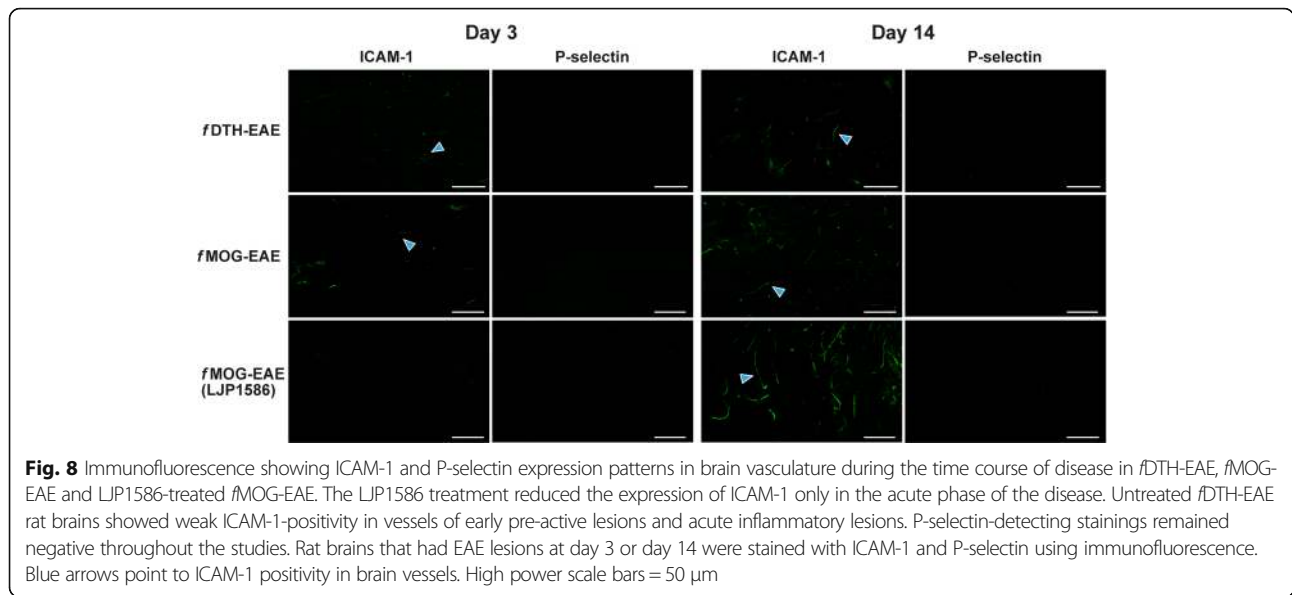 Day 3 Day 14
ICAM-1 P-selectin ICAM-1 P-selectin
fDTH-EAE
fMOG-EAE
fMOG-EAE
(LJP1586)
Fig. 8 Immunofluorescence showing ICAM-1 and P-selectin expression patterns in brain vasculature during the time course of disease in fDTH-EAE, fMOG-
EAE and LJP1586-treated fMOG-EAE. The LJP1586 treatment reduced the expression of ICAM-1 only in the acute phase of the disease. Untreated fDTH-EAE
rat brains showed weak ICAM-1-positivity in vessels of early pre-active lesions and acute inflammatory lesions. P-selectin-detecting stainings remained
negative throughout the studies. Rat brains that had EAE lesions at day 3 or day 14 were stained with ICAM-1 and P-selectin using immunofluorescence.
Blue arrows point to ICAM-1 positivity in brain vessels. High power scale bars = 50 μm